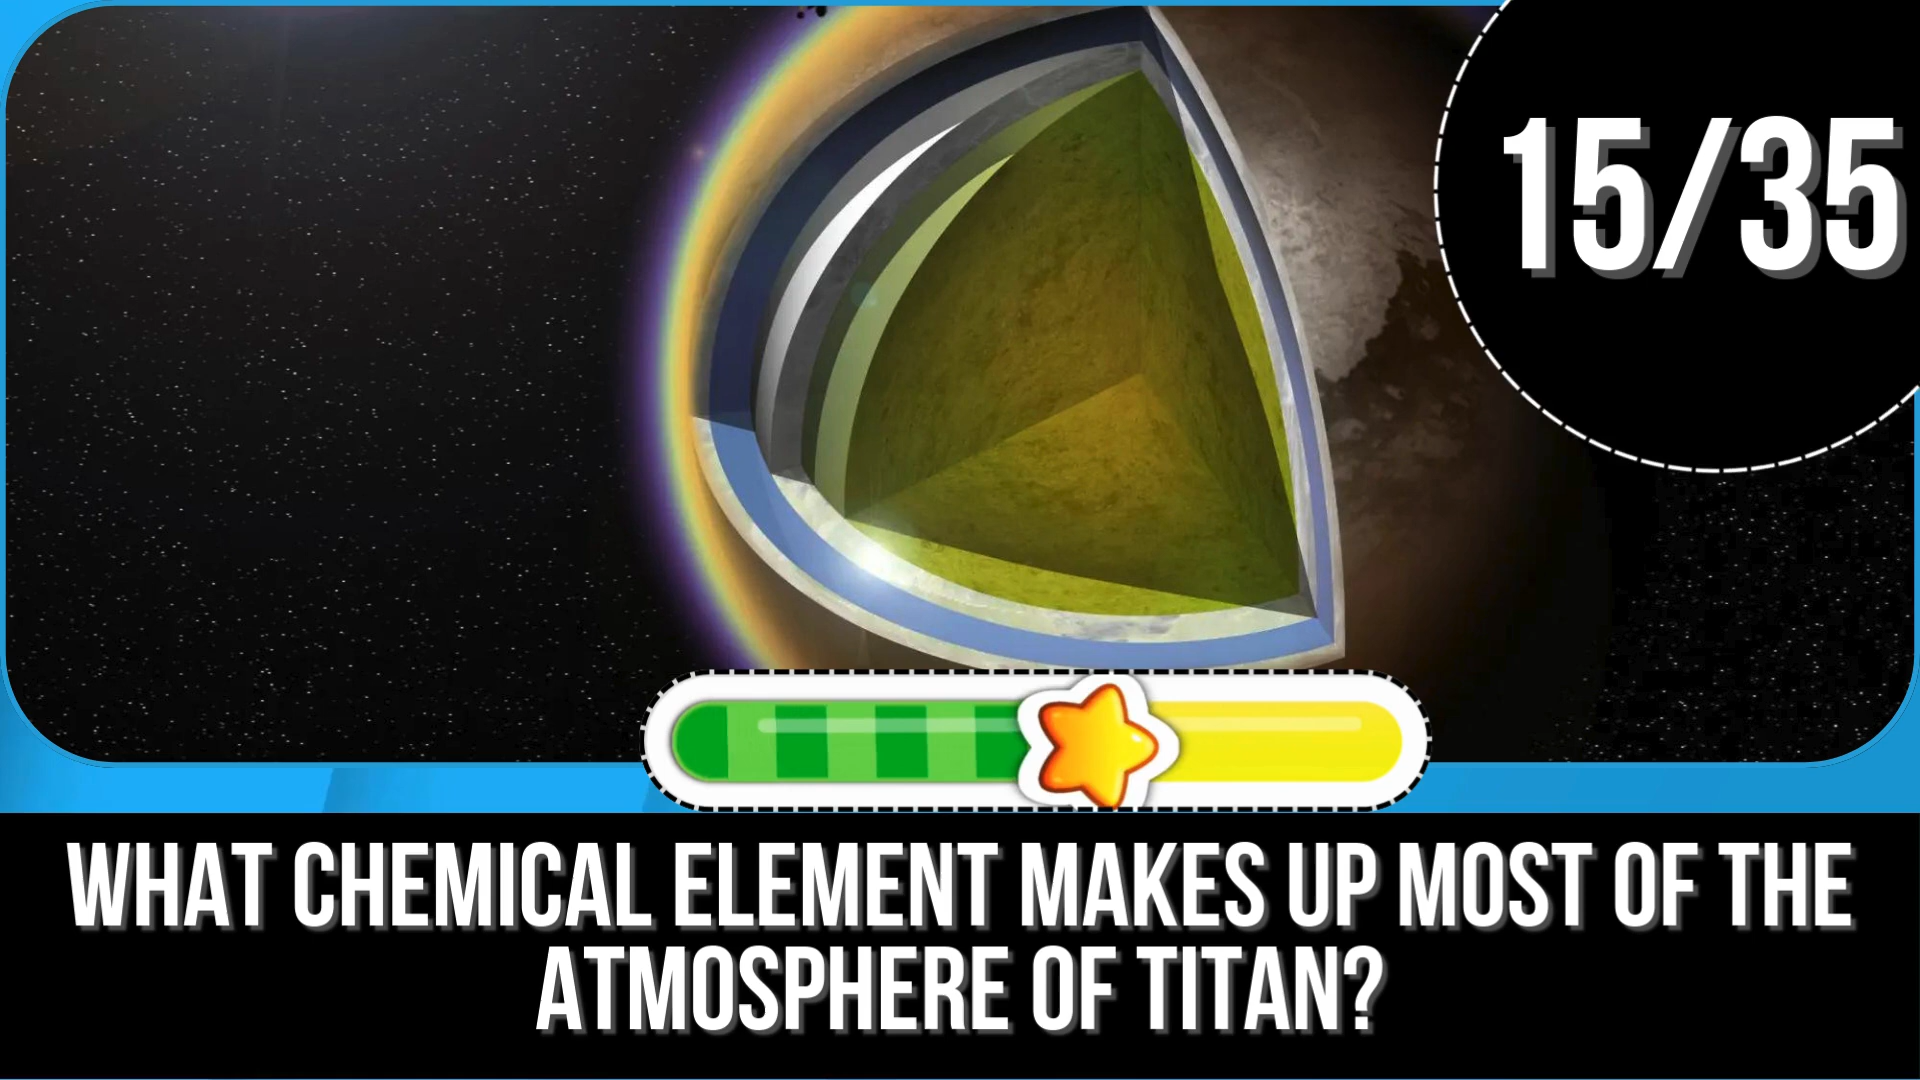 15/35
WHAT CHEMICAL ELEMENT MAKES UP MOST OF THE
ATMOSPHERE OF TITAN?